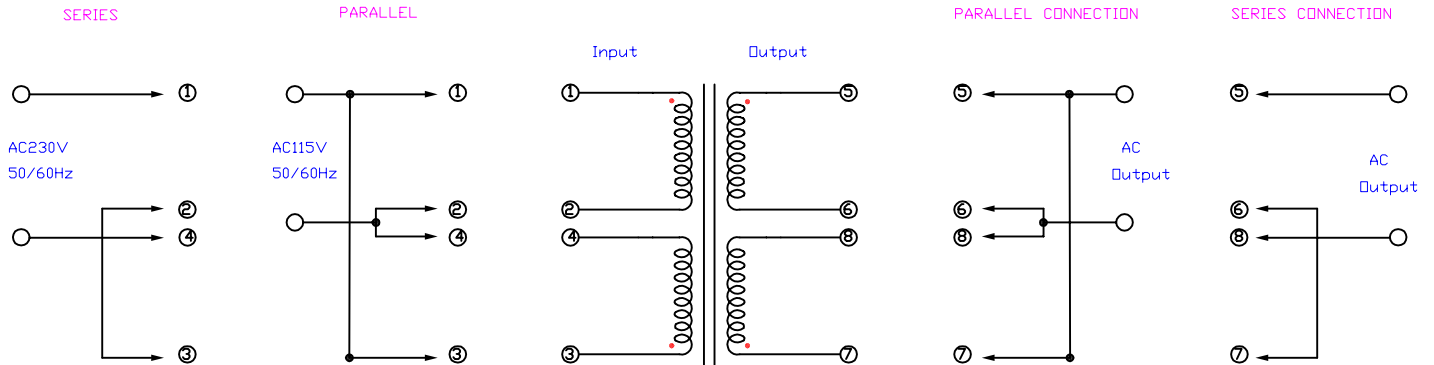 SERIES
PARALLEL
PARALLEL CONNECTION
SERIES CONNECTION
Input
Output
1
1
1
5
5
5
AC230V
50/60Hz
AC115V
50/60Hz
AC
Output
AC
Output
2
2
2
6
6
6
4
4
4
8
8
8
3
3
3
7
7
7